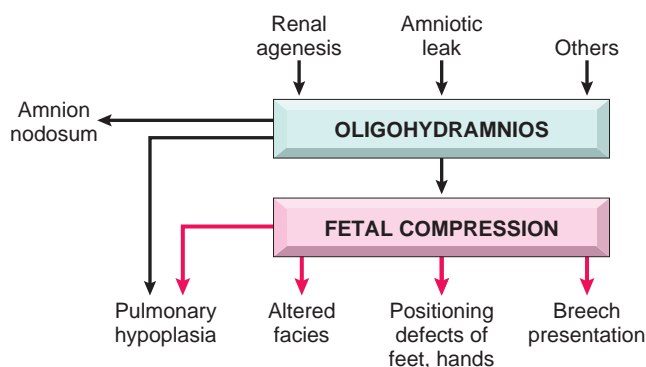 Renal
agenesis
Amniotic
leak
Others
Amnion
nodosum
OLIGOHYDRAMNIOS
FETAL COMPRESSION
Pulmonary
hypoplasia
Altered
facies
Positioning
defects of
feet, hands
Breech
presentation